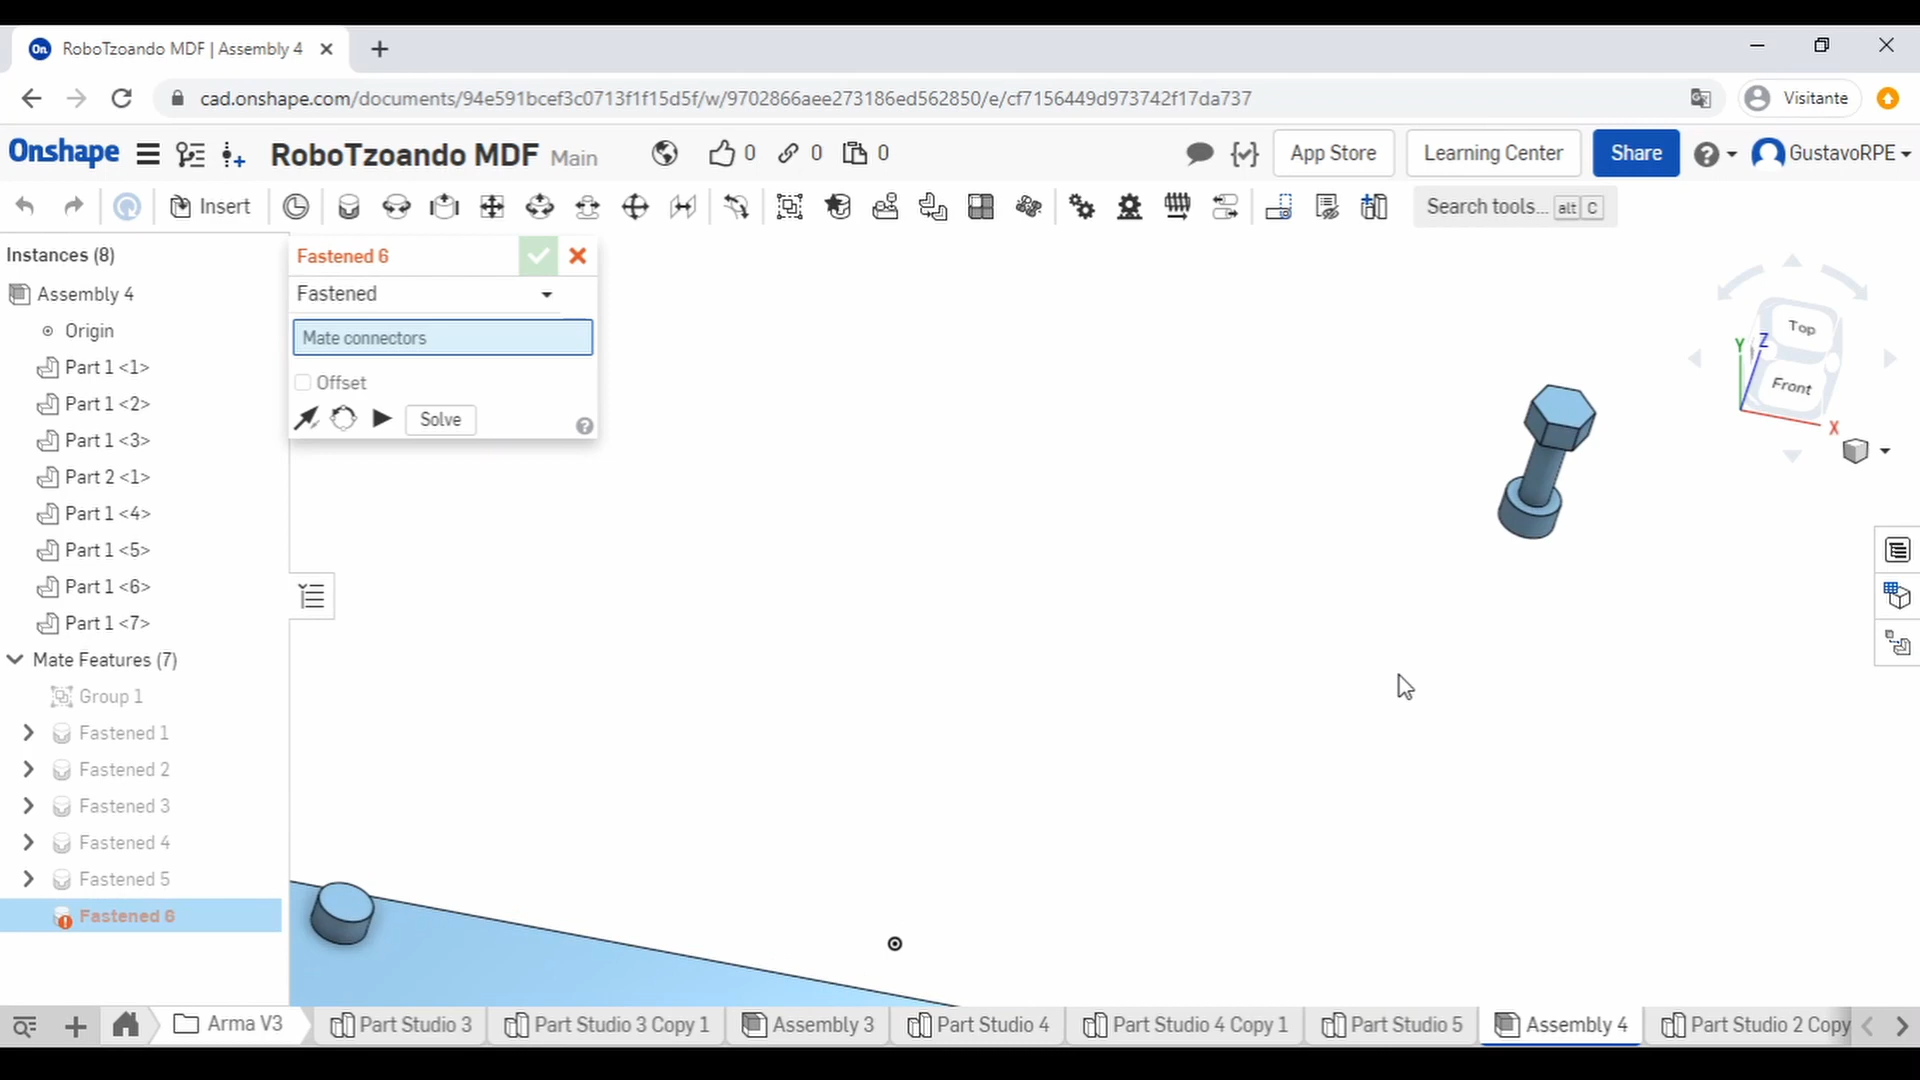 RoboTzoando MDF | Assembly 4
cad.onshape.com/documents/94e591bcef3c0713f1f15d5f/w/9702866aee273186ed562850/e/cf7156449d973742f17da737
Visitante
Onshape
RoboTzoando MDF Main
0
0
0
App Store
Learning Center
Share
GustavoRPE
Insert
Search tools... alt C
Instances (8)
Assembly 4
Origin
Part 1 <1>
Part 1 <2>
Part 1 <3>
Part 2 <1>
Part 1 <4>
Part 1 <5>
Part 1 <6>
Part 1 <7>
Mate Features (7)
Group 1
Fastened 1
Fastened 2
Fastened 3
Fastened 4
Fastened 5
Fastened 6
Fastened 6
Fastened
Mate connectors
Offset
Solve
Top
Front
Y
Z
X
Arma V3
Part Studio 3
Part Studio 3 Copy 1
Assembly 3
Part Studio 4
Part Studio 4 Copy 1
Part Studio 5
Assembly 4
Part Studio 2 Copy